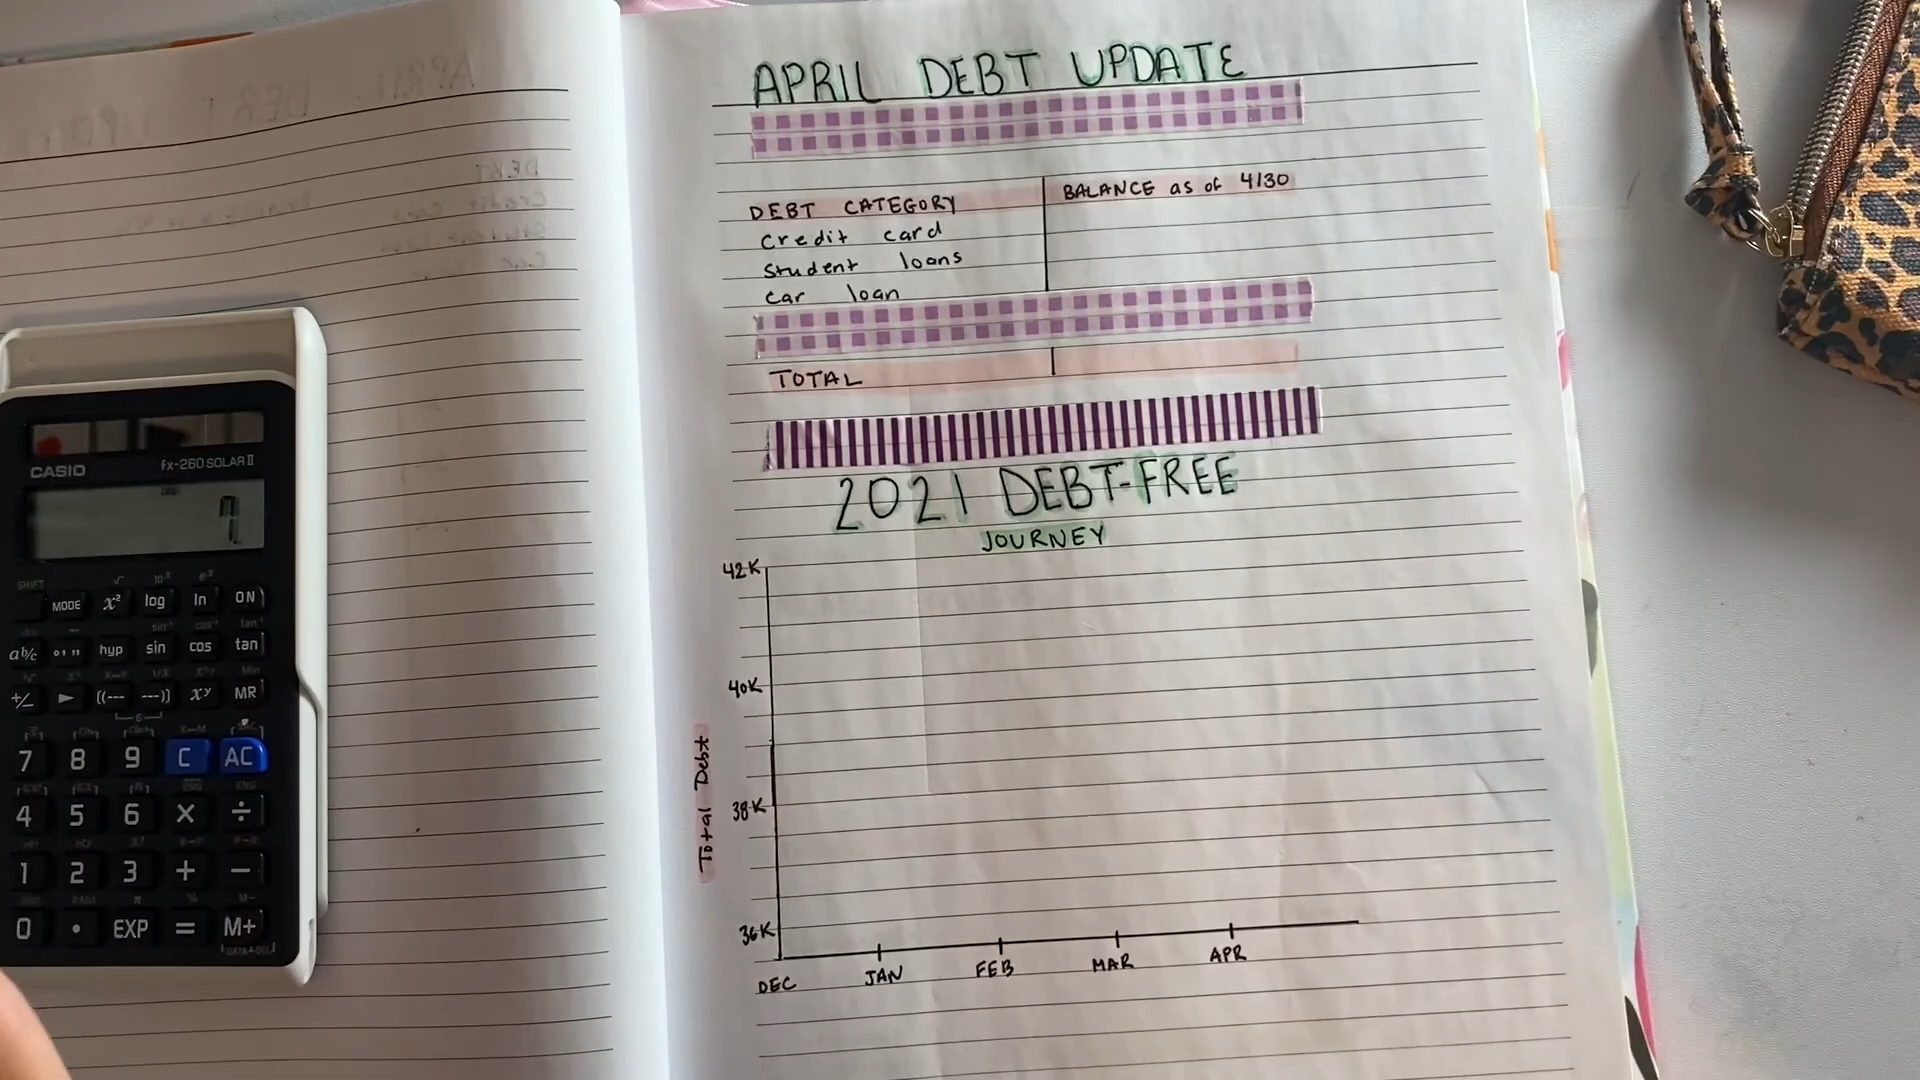 APRIL DEBT UPDATE
DEBT CATEGORY
BALANCE as of 4/30
Credit card
Student loans
Car loan
TOTAL
2021 DEBT-FREE
JOURNEY
42K
40K
38K
36K
Total Debt
DEC JAN FEB MAR APR
CASIO
fx-260 SOLAR II
SHIFT
MODE x² log ln ON
a b/c °’” hyp sin cos tan
+/- ▶ ((--- ---)) xʸ MR
7 8 9 C AC
4 5 6 × ÷
1 2 3 + −
0 • EXP = M+